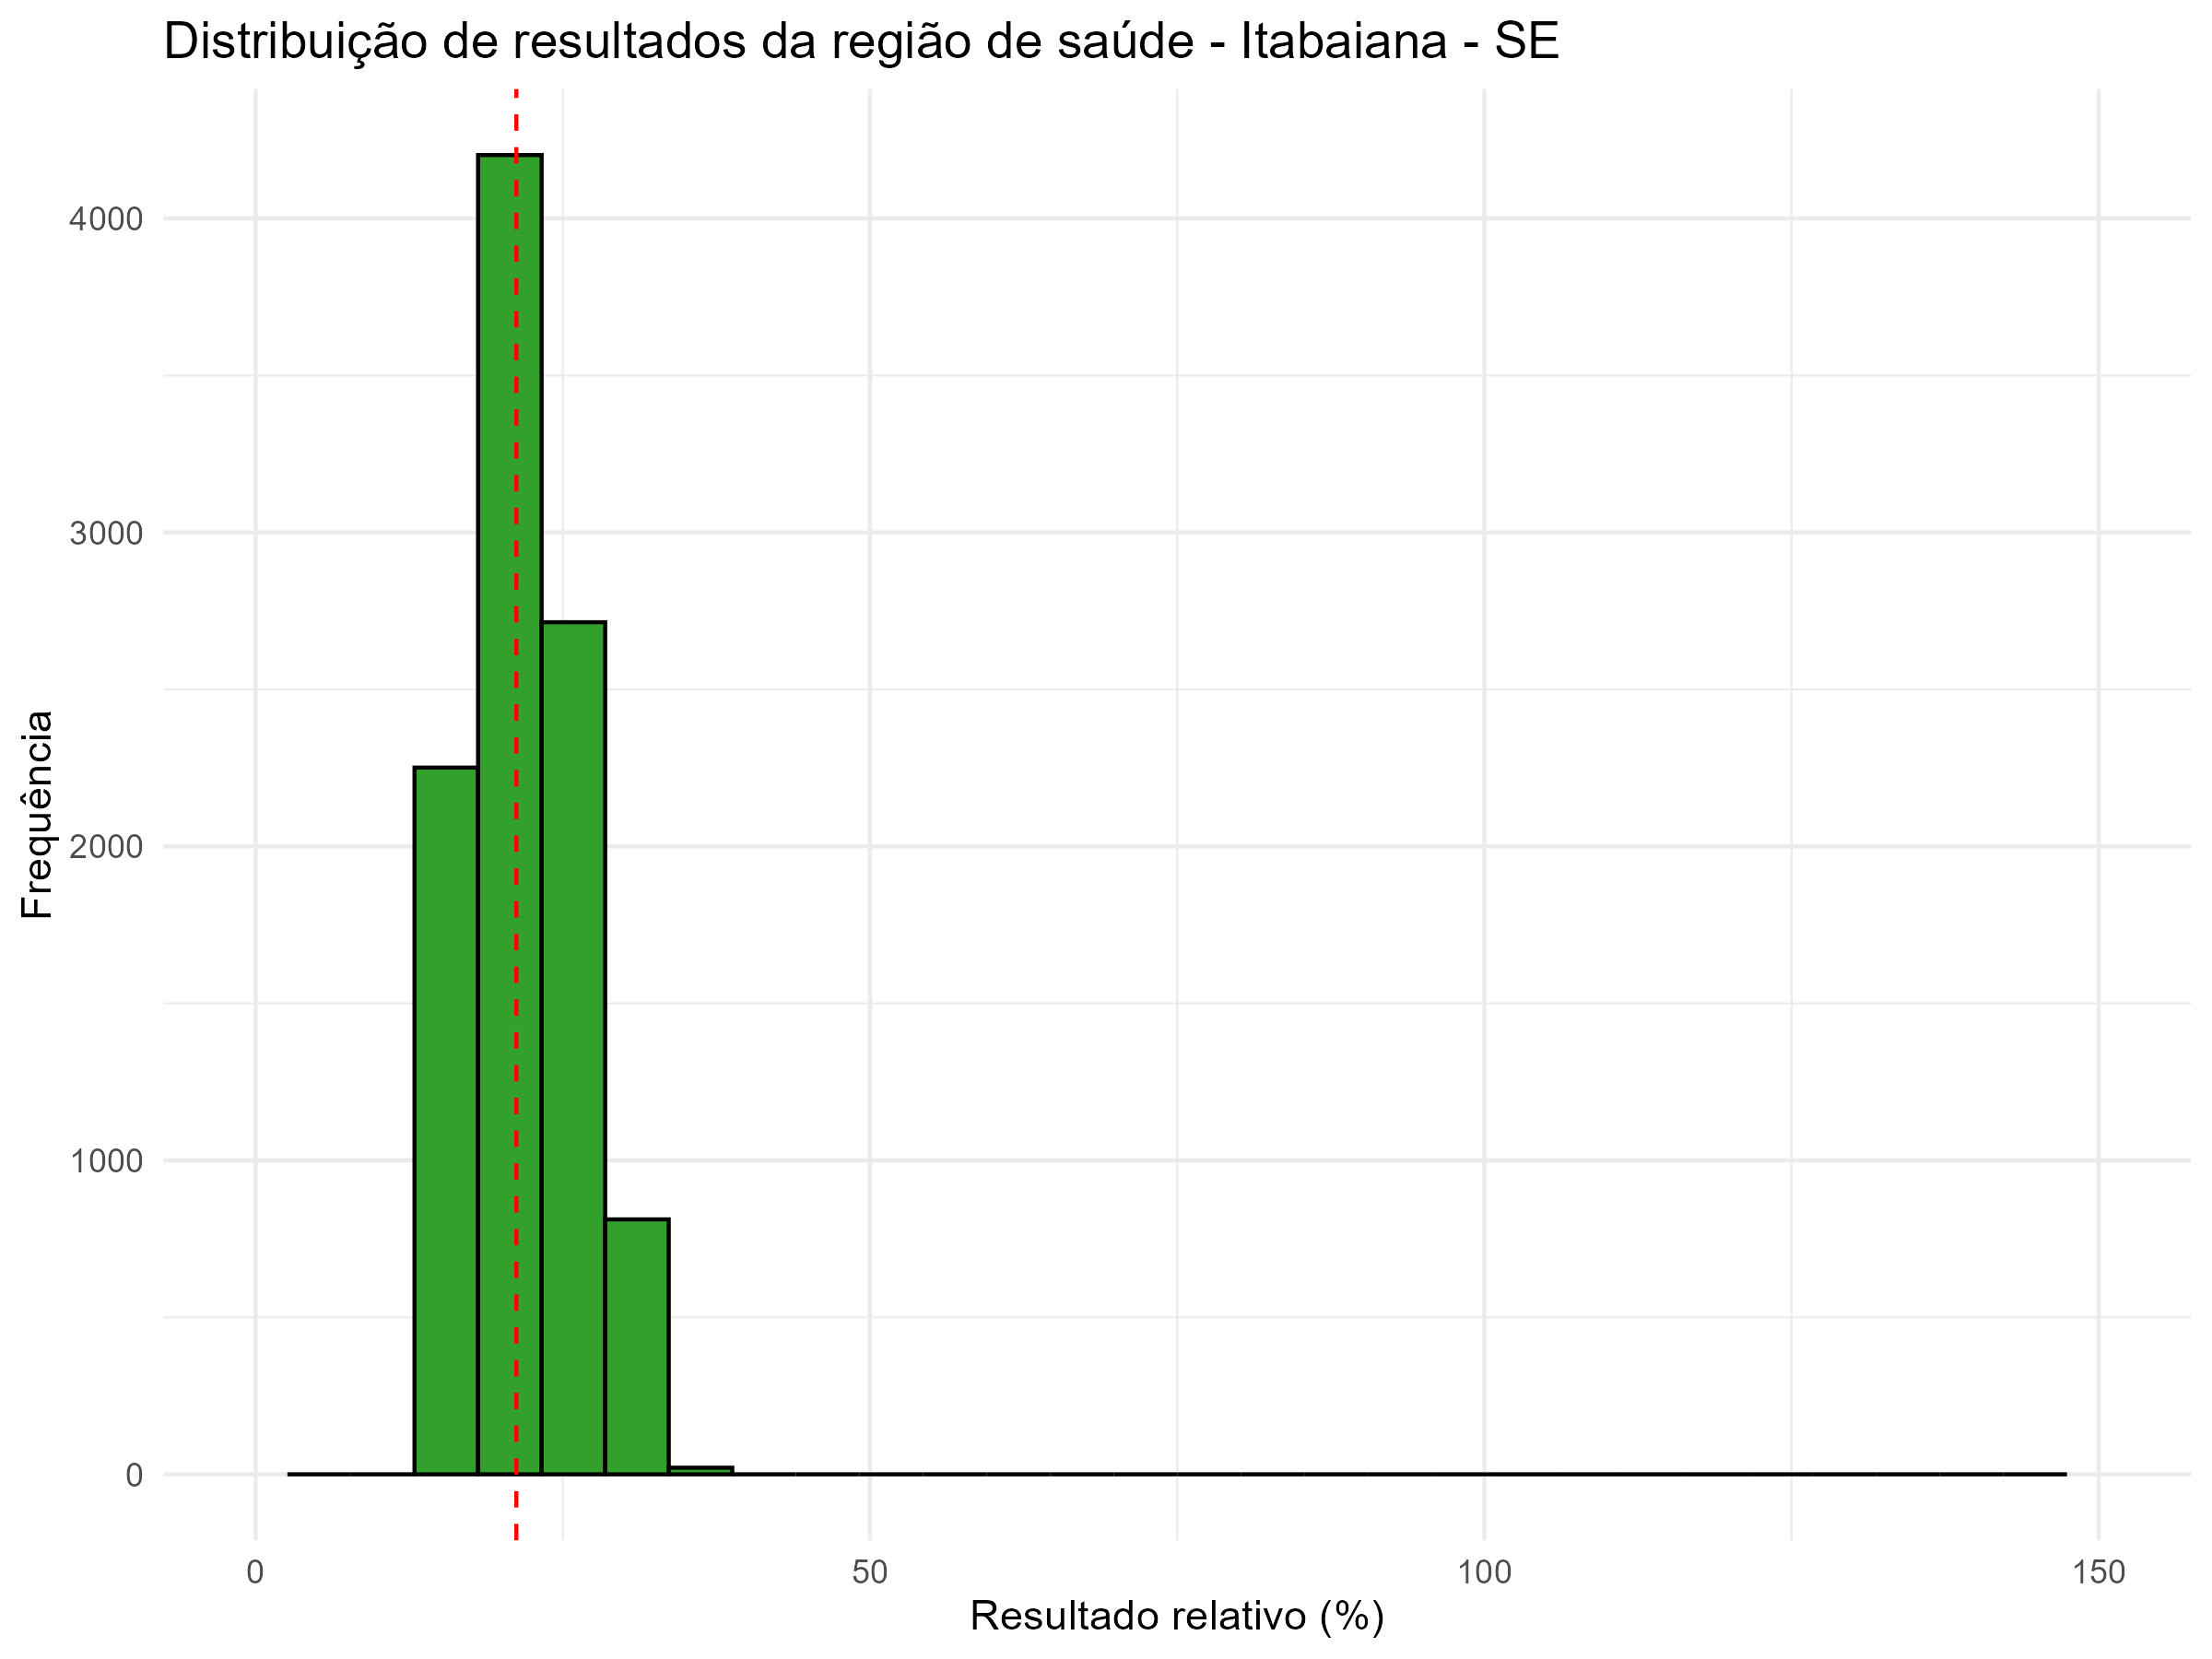 Distribuição de resultados da região de saúde - Itabaiana - SE
Frequência
4000
3000
2000
1000
0
0 50 100 150
Resultado relativo (%)